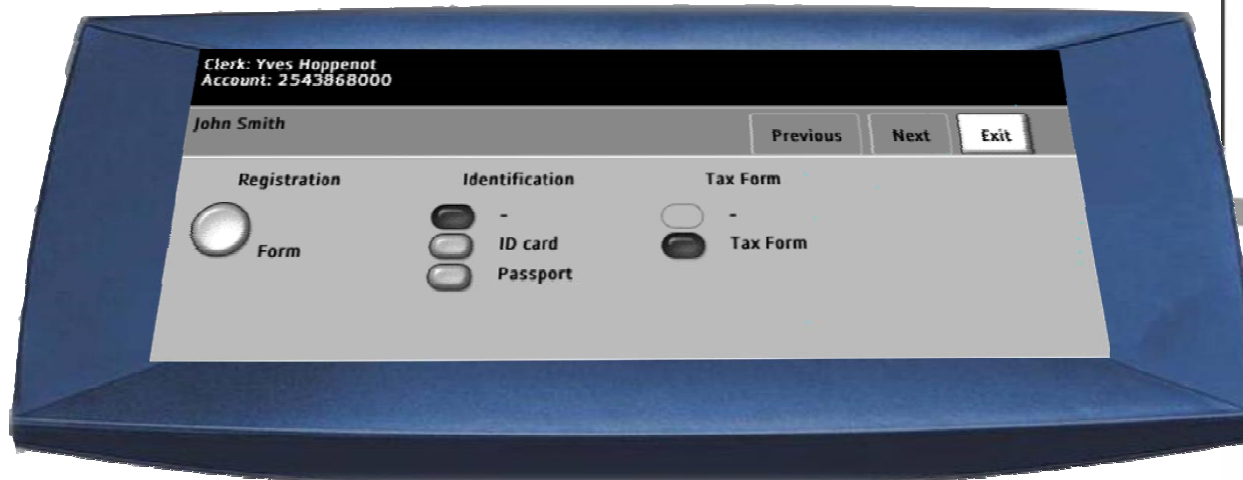 Clerk: Yves Hoppenot
Account: 2543868000
John Smith
Previous Next Exit
Registration Identification Tax Form
-
-
Form
ID card
Tax Form
Passport